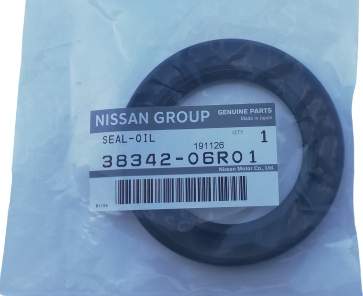 NISSAN GROUP GENUINE PARTS
Made in Japan
SEAL-OIL QTY 1
191126
38342-06R01
Nissan Motor Co., Ltd.